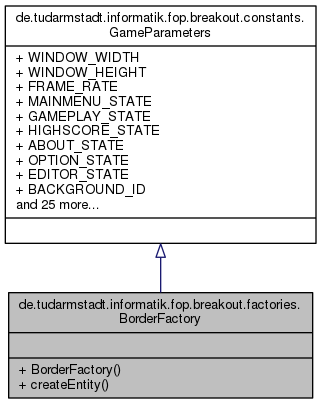 de.tudarmstadt.informatik.fop.breakout.constants.
GameParameters
+ WINDOW_WIDTH
+ WINDOW_HEIGHT
+ FRAME_RATE
+ MAINMENU_STATE
+ GAMEPLAY_STATE
+ HIGHSCORE_STATE
+ ABOUT_STATE
+ OPTION_STATE
+ EDITOR_STATE
+ BACKGROUND_ID
and 25 more...
de.tudarmstadt.informatik.fop.breakout.factories.
BorderFactory
+ BorderFactory()
+ createEntity()